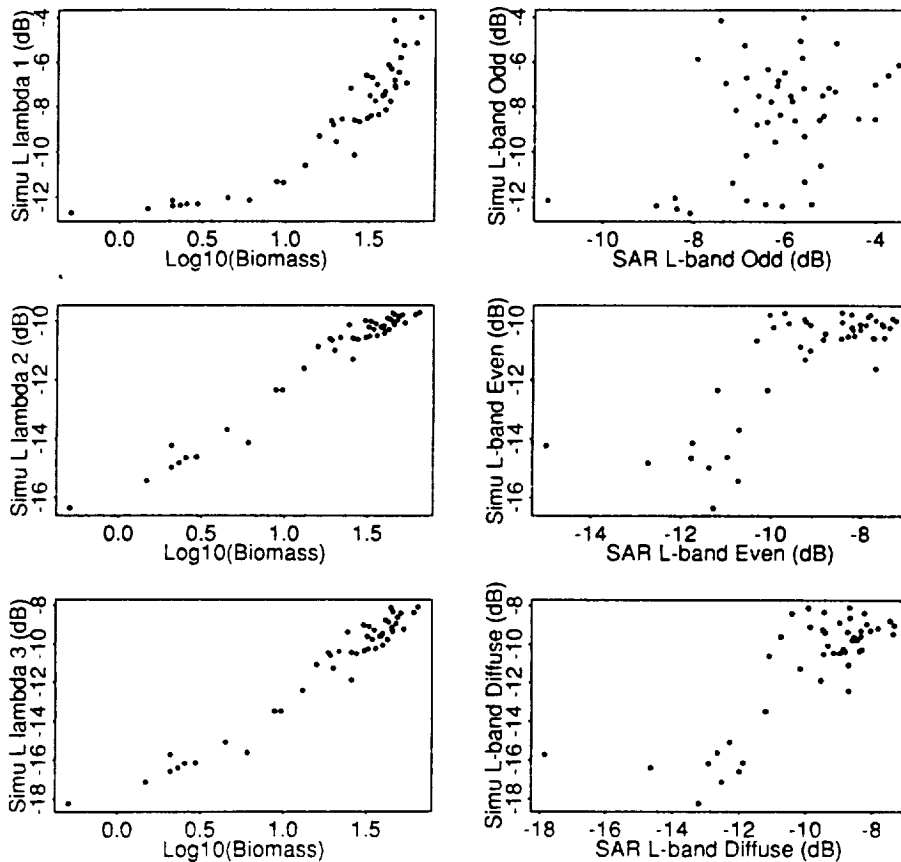 Simu L lambda 1 (dB)
-4
-6
-8
-10
-12
0.0 0.5 1.0 1.5
Log10(Biomass)
Simu L-band Odd (dB)
-4
-6
-8
-10
-12
-10 -8 -6 -4
SAR L-band Odd (dB)
Simu L lambda 2 (dB)
-10
-12
-14
-16
0.0 0.5 1.0 1.5
Log10(Biomass)
Simu L-band Even (dB)
-10
-12
-14
-16
-14 -12 -10 -8
SAR L-band Even (dB)
Simu L lambda 3 (dB)
-8
-10
-12
-14
-16
-18
0.0 0.5 1.0 1.5
Log10(Biomass)
Simu L-band Diffuse (dB)
-8
-10
-12
-14
-16
-18
-18 -16 -14 -12 -10 -8
SAR L-band Diffuse (dB)